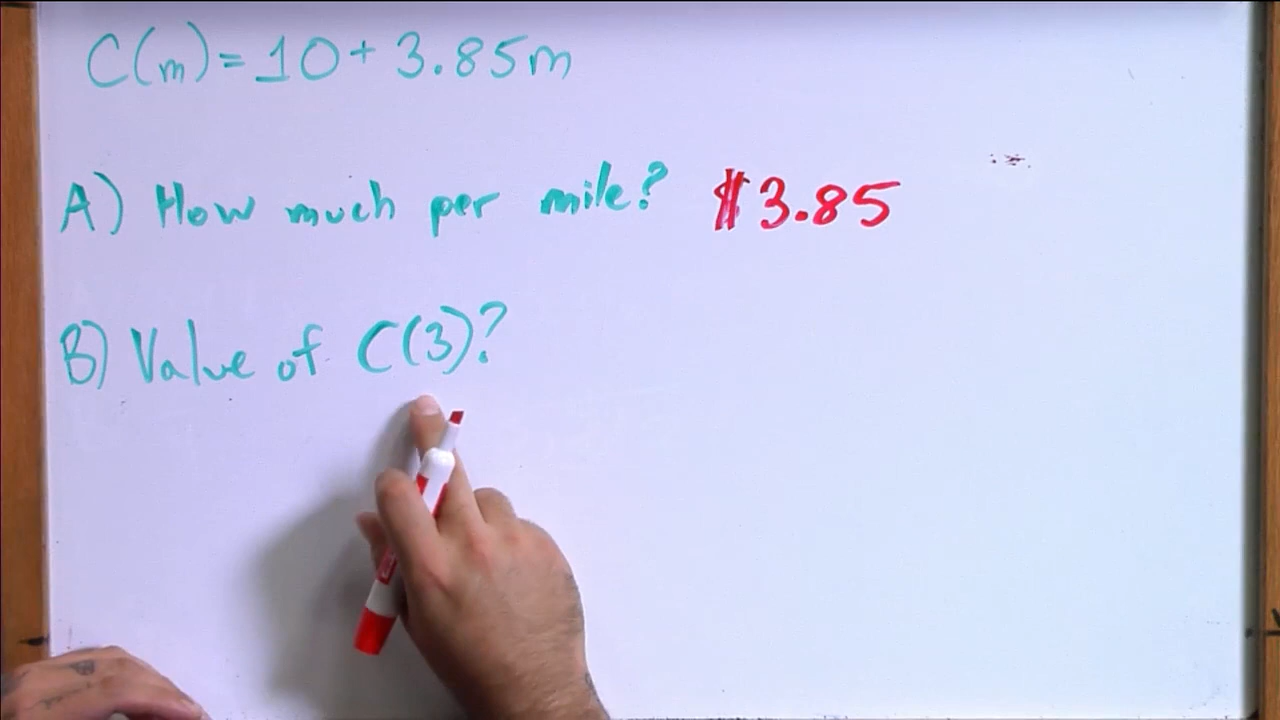 C(m) = 10 + 3.85m
A) How much per mile? $3.85
B) Value of C(3)?